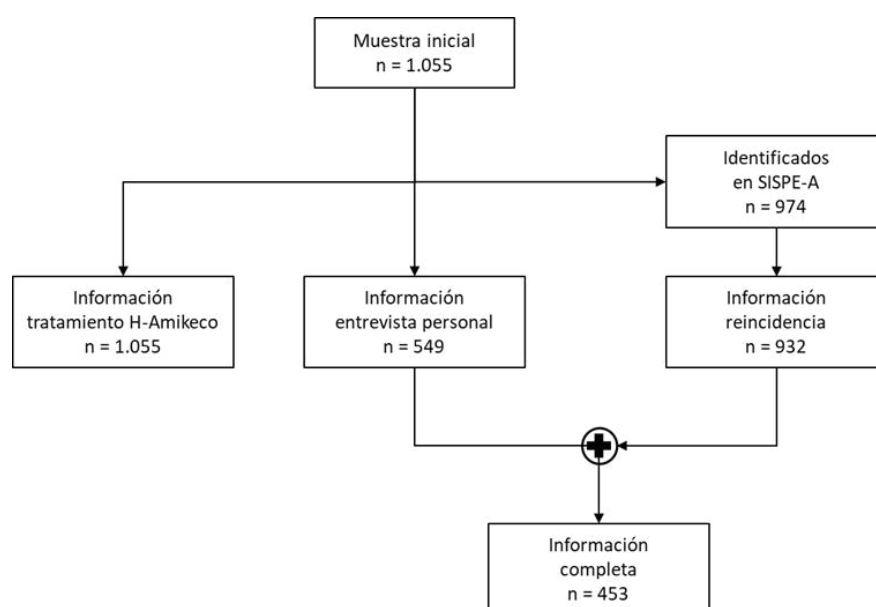 Muestra inicial
n = 1.055
Identificados
en SISPE-A
n = 974
Información
tratamiento H-Amikeco
n = 1.055
Información
entrevista personal
n = 549
Información
reincidencia
n = 932
Información
completa
n = 453